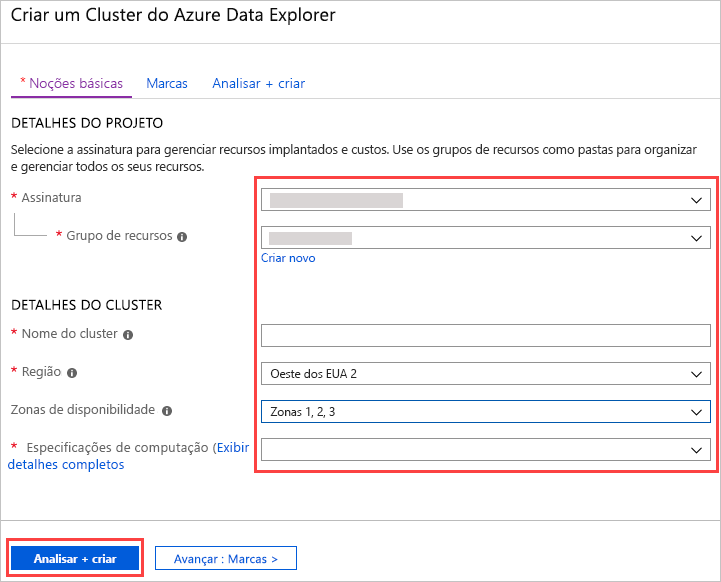 Criar um Cluster do Azure Data Explorer
* Noções básicas Marcas Analisar + criar
DETALHES DO PROJETO
Selecione a assinatura para gerenciar recursos implantados e custos. Use os grupos de recursos como pastas para organizar
e gerenciar todos os seus recursos.
* Assinatura
* Grupo de recursos
Criar novo
DETALHES DO CLUSTER
* Nome do cluster
* Região Oeste dos EUA 2
Zonas de disponibilidade Zonas 1, 2, 3
* Especificações de computação (Exibir
detalhes completos
Analisar + criar Avançar : Marcas >